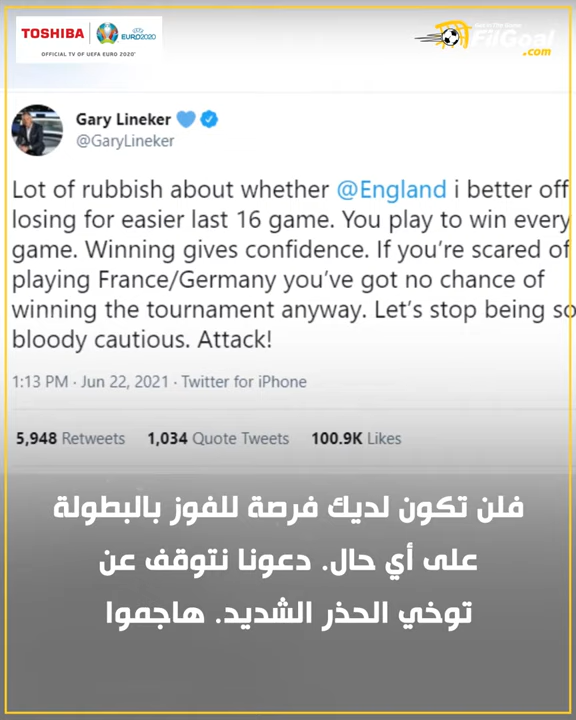 TOSHIBA
UEFA
EURO2020
OFFICIAL TV OF UEFA EURO 2020
FilGoal
.com
Gary Lineker
@GaryLineker
Lot of rubbish about whether @England i better off
losing for easier last 16 game. You play to win every
game. Winning gives confidence. If you’re scared of
playing France/Germany you’ve got no chance of
winning the tournament anyway. Let’s stop being so
bloody cautious. Attack!
1:13 PM · Jun 22, 2021 · Twitter for iPhone
5,948 Retweets 1,034 Quote Tweets 100.9K Likes
فلن تكون لديك فرصة للفوز بالبطولة
على أي حال. دعونا نتوقف عن
توخي الحذر الشديد. هاجموا